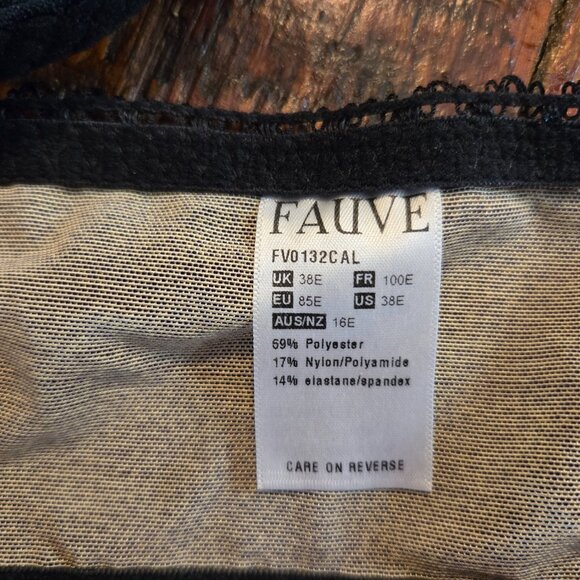 FAUVE
FV0132CAL
UK 38E FR 100E
EU 85E US 38E
AUS/NZ 16E
69% Polyester
17% Nylon/Polyamide
14% elastane/spandex
CARE ON REVERSE